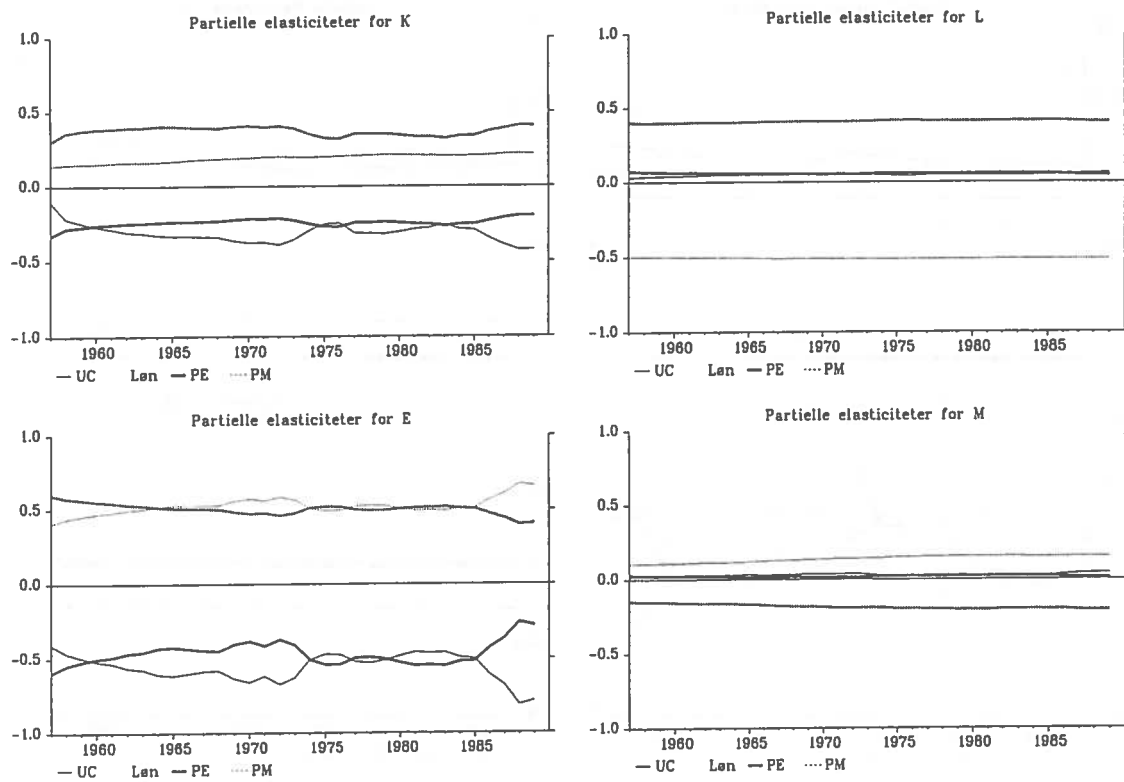 Partielle elasticiteter for K
1.0
0.5
0.0
-0.5
-1.0
1960 1965 1970 1975 1980 1985
UC Løn PE PM
Partielle elasticiteter for L
1.0
0.5
0.0
-0.5
-1.0
1960 1965 1970 1975 1980 1985
UC Løn PE PM
Partielle elasticiteter for E
1.0
0.5
0.0
-0.5
-1.0
1960 1965 1970 1975 1980 1985
UC Løn PE PM
Partielle elasticiteter for M
1.0
0.5
0.0
-0.5
-1.0
1960 1965 1970 1975 1980 1985
UC Løn PE PM